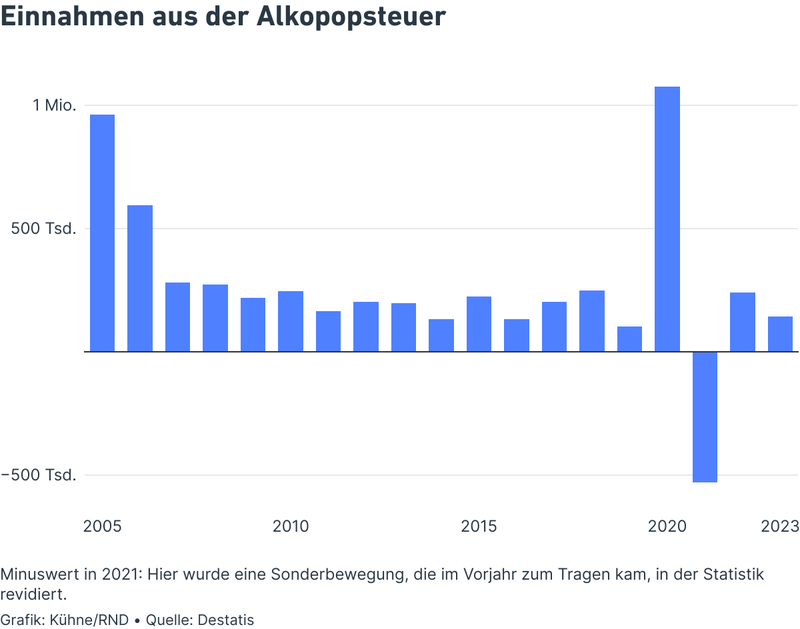 Einnahmen aus der Alkopopsteuer
1 Mio.
500 Tsd.
−500 Tsd.
2005 2010 2015 2020 2023
Minuswert in 2021: Hier wurde eine Sonderbewegung, die im Vorjahr zum Tragen kam, in der Statistik
revidiert.
Grafik: Kühne/RND • Quelle: Destatis